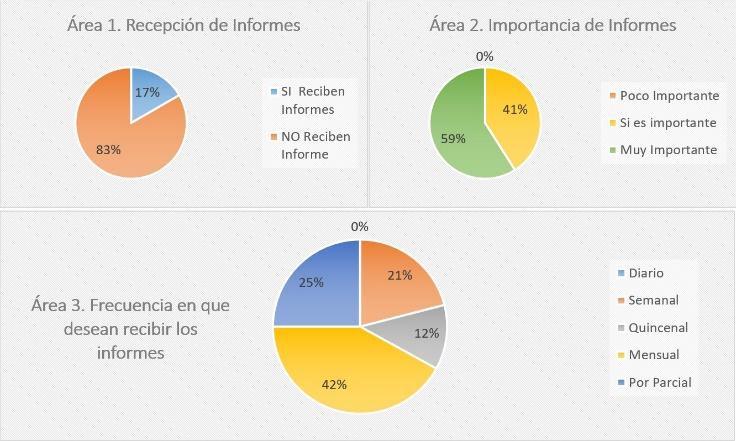 Área 1. Recepción de Informes
17%
83%
SI Reciben
Informes
NO Reciben
Informe
Área 2. Importancia de Informes
0%
41%
59%
Poco Importante
Si es importante
Muy Importante
Área 3. Frecuencia en que
desean recibir los
informes
0%
21%
12%
42%
25%
Diario
Semanal
Quincenal
Mensual
Por Parcial